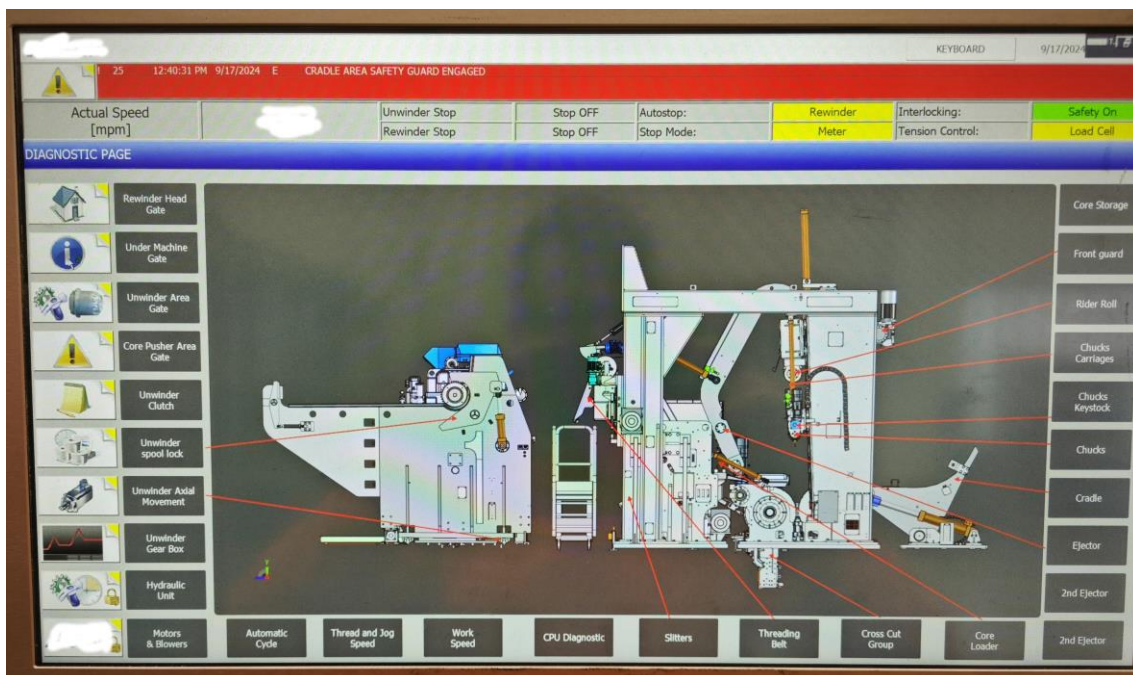 KEYBOARD
9/17/2024
25 12:40:31 PM 9/17/2024 E CRADLE AREA SAFETY GUARD ENGAGED
Actual Speed
[mpm]
Unwinder Stop
Stop OFF
Autostop:
Rewinder
Interlocking:
Safety On
Rewinder Stop
Stop OFF
Stop Mode:
Meter
Tension Control:
Load Cell
DIAGNOSTIC PAGE
Rewinder Head
Gate
Under Machine
Gate
Unwinder Area
Gate
Core Pusher Area
Gate
Unwinder
Clutch
Unwinder
spool lock
Unwinder Axial
Movement
Unwinder
Gear Box
Hydraulic
Unit
Motors
& Blowers
Core Storage
Front guard
Rider Roll
Chucks
Carriages
Chucks
Keystock
Chucks
Cradle
Ejector
2nd Ejector
2nd Ejector
Automatic
Cycle
Thread and Jog
Speed
Work
Speed
CPU Diagnostic
Slitters
Threading
Belt
Cross Cut
Group
Core
Loader